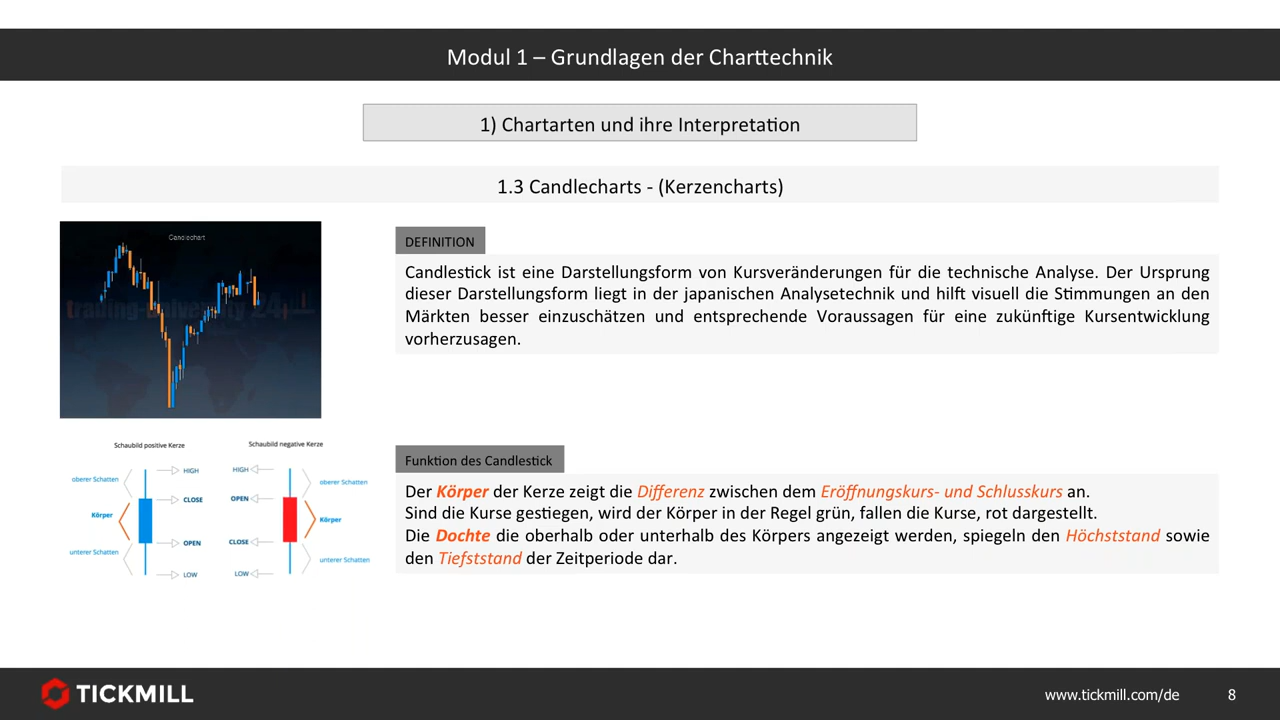 Modul 1 – Grundlagen der Charttechnik
1) Chartarten und ihre Interpretation
1.3 Candlecharts - (Kerzencharts)
Candlechart
trading-university 24
DEFINITION
Candlestick ist eine Darstellungsform von Kursveränderungen für die technische Analyse. Der Ursprung
dieser Darstellungsform liegt in der japanischen Analysetechnik und hilft visuell die Stimmungen an den
Märkten besser einzuschätzen und entsprechende Voraussagen für eine zukünftige Kursentwicklung
vorherzusagen.
Schaubild positive Kerze
oberer Schatten
Körper
unterer Schatten
HIGH
CLOSE
OPEN
LOW
Schaubild negative Kerze
HIGH
OPEN
CLOSE
LOW
oberer Schatten
Körper
unterer Schatten
Funktion des Candlestick
Der Körper der Kerze zeigt die Differenz zwischen dem Eröffnungskurs- und Schlusskurs an.
Sind die Kurse gestiegen, wird der Körper in der Regel grün, fallen die Kurse, rot dargestellt.
Die Dochte die oberhalb oder unterhalb des Körpers angezeigt werden, spiegeln den Höchststand sowie
den Tiefststand der Zeitperiode dar.
TICKMILL
www.tickmill.com/de
8